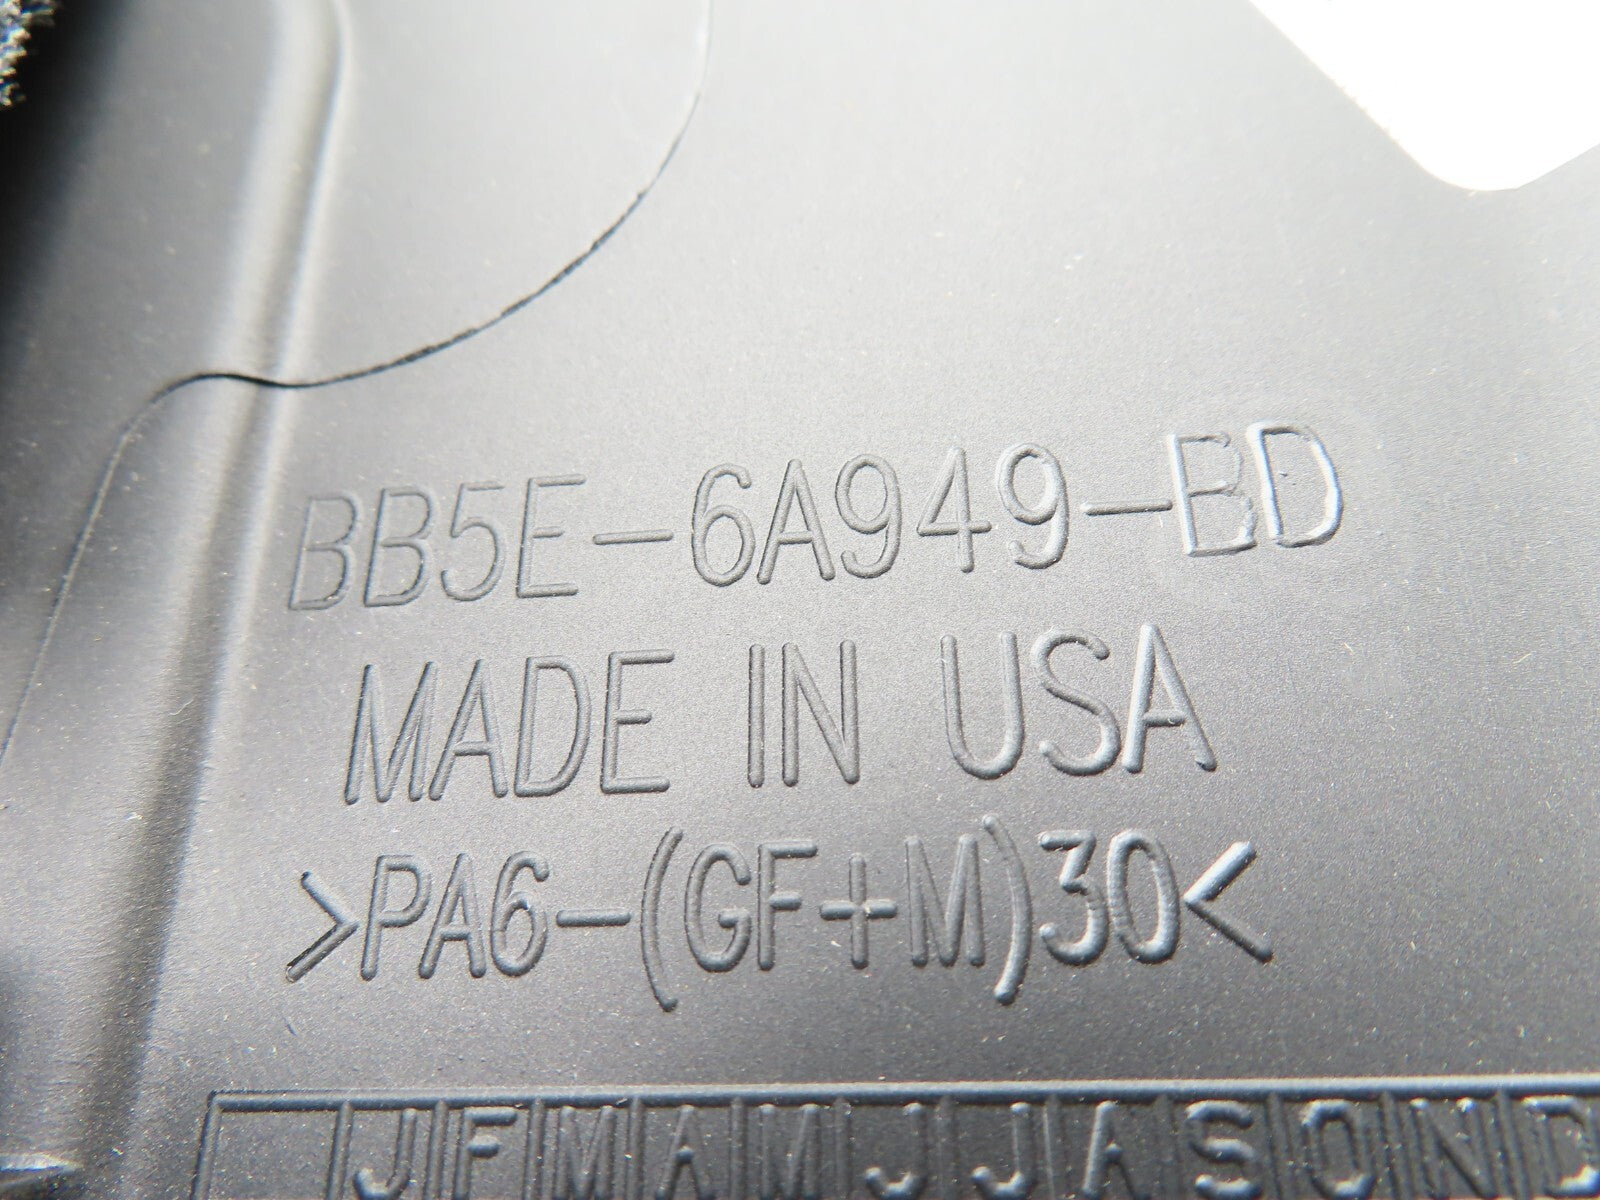 BB5E-6A949-BD
MADE IN USA
>PA6-(GF+M)30<
J F M A M J J A S O N D